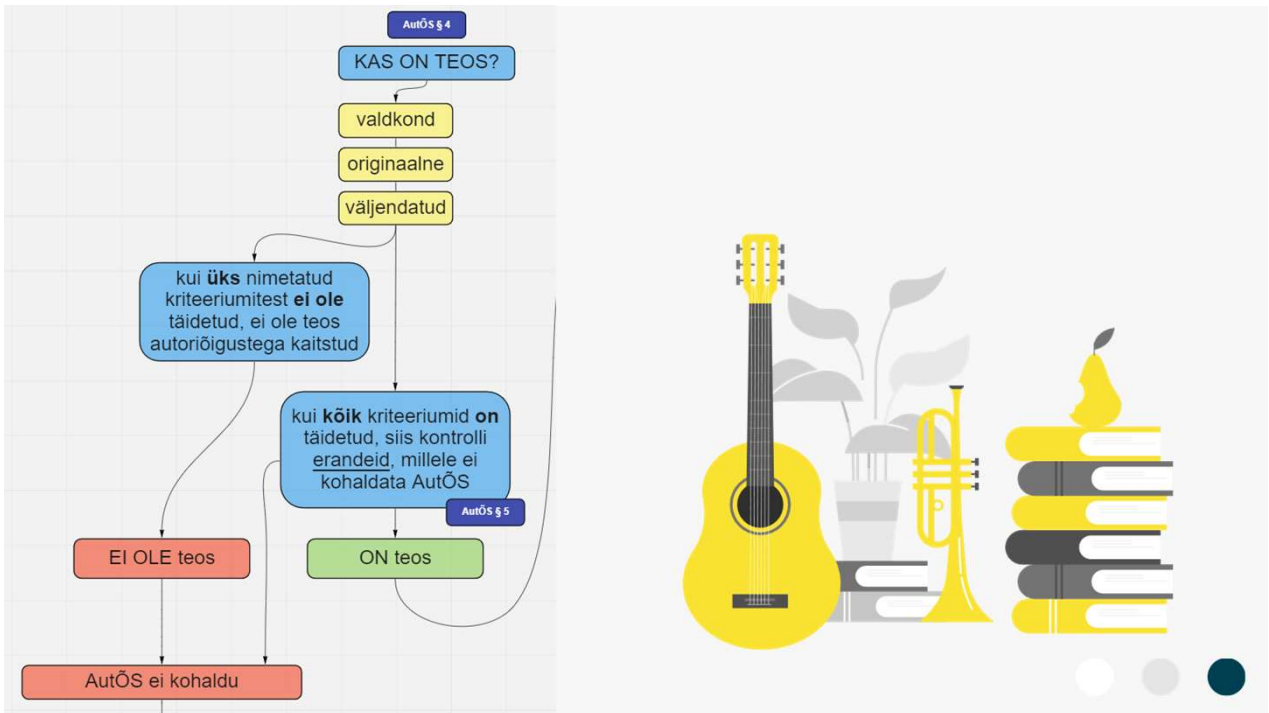 AutÕS § 4
KAS ON TEOS?
valdkond
originaalne
väljendatud
kui üks nimetatud
kriteeriumitest ei ole
täidetud, ei ole teos
autoriõigustega kaitstud
kui kõik kriteeriumid on
täidetud, siis kontrolli
erandeid, millele ei
kohaldata AutÕS
AutÕS § 5
EI OLE teos
ON teos
AutÕS ei kohaldu